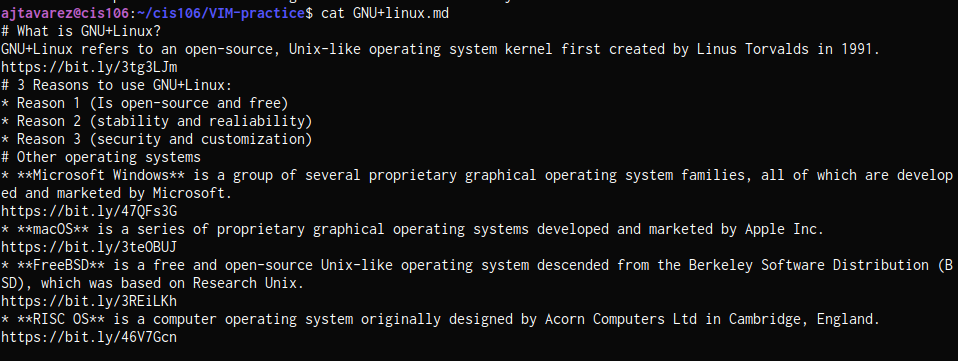 ajtavarez@cis106:~/cis106/VIM-practice$ cat GNU+linux.md
# What is GNU+Linux?
GNU+Linux refers to an open-source, Unix-like operating system kernel first created by Linus Torvalds in 1991.
https://bit.ly/3tg3LJm
# 3 Reasons to use GNU+Linux:
* Reason 1 (Is open-source and free)
* Reason 2 (stability and realiability)
* Reason 3 (security and customization)
# Other operating systems
* **Microsoft Windows** is a group of several proprietary graphical operating system families, all of which are develop
ed and marketed by Microsoft.
https://bit.ly/47QFs3G
* **macOS** is a series of proprietary graphical operating systems developed and marketed by Apple Inc.
https://bit.ly/3teOBUJ
* **FreeBSD** is a free and open-source Unix-like operating system descended from the Berkeley Software Distribution (B
SD), which was based on Research Unix.
https://bit.ly/3REiLKh
* **RISC OS** is a computer operating system originally designed by Acorn Computers Ltd in Cambridge, England.
https://bit.ly/46V7Gcn